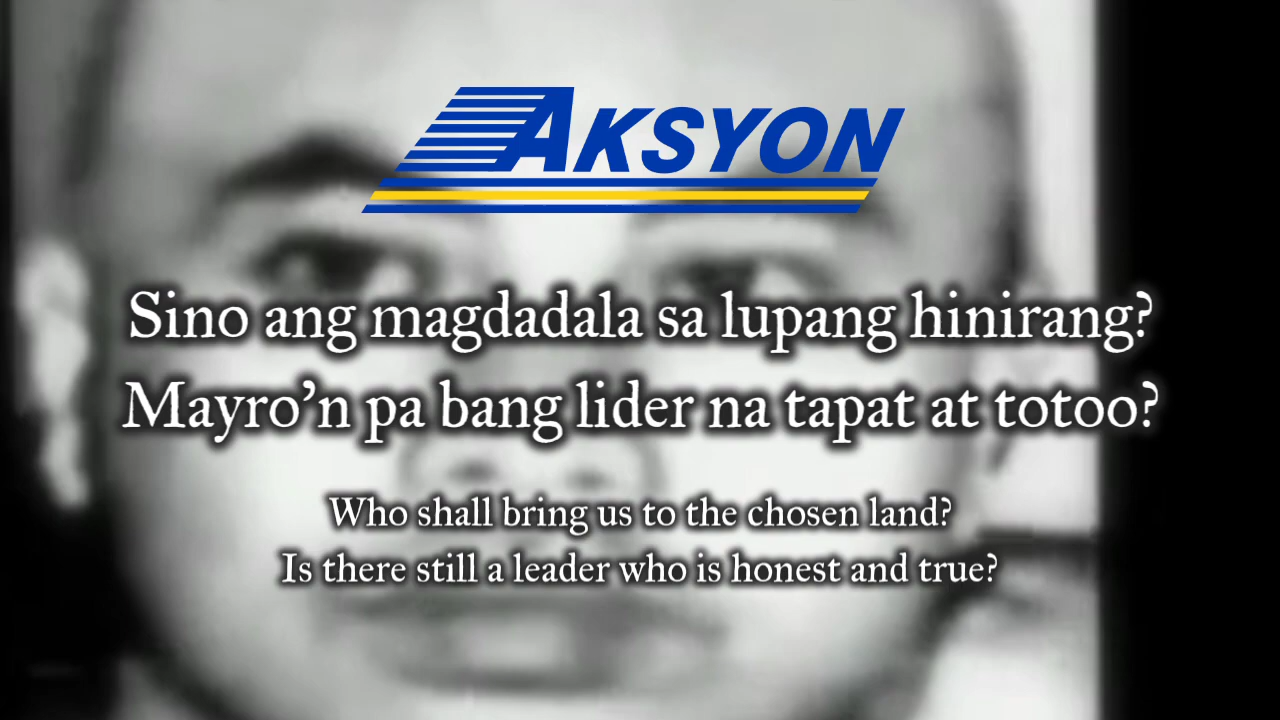 AKSYON
Sino ang magdadala sa lupang hinirang?
Mayro’n pa bang lider na tapat at totoo?
Who shall bring us to the chosen land?
Is there still a leader who is honest and true?